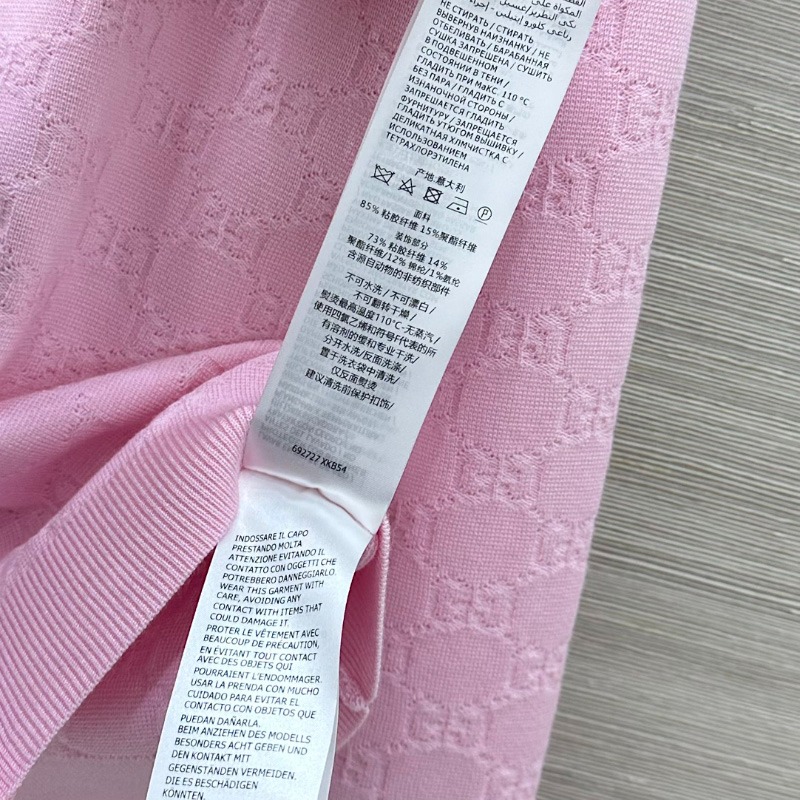 НЕ СТИРАТЬ / СТИРАТЬ
ВЫВЕРНУВ НАИЗНАНКУ / НЕ
ОТБЕЛИВАТЬ / БАРАБАННАЯ
СУШКА ЗАПРЕЩЕНА / СУШИТЬ
В ПОДВЕШЕННОМ
СОСТОЯНИИ В ТЕНИ /
ГЛАДИТЬ ПРИ МАКС. 110 °C
БЕЗ ПАРА / ГЛАДИТЬ С
ИЗНАНОЧНОЙ СТОРОНЫ /
ЗАПРЕЩАЕТСЯ ГЛАДИТЬ
ФУРНИТУРУ / ЗАПРЕЩАЕТСЯ
ГЛАДИТЬ УТЮГОМ ВЫШИВКУ /
ДЕЛИКАТНАЯ ХИМЧИСТКА С
ИСПОЛЬЗОВАНИЕМ
ТЕТРАХЛОРЭТИЛЕНА
产地:意大利
P
面料
85% 粘胶纤维 15%聚酯纤维
装饰部分
73% 粘胶纤维 14%
聚酯纤维/12% 锦纶/1%氨纶
含源自动物的非纺织部件
不可水洗 / 不可漂白 /
不可翻转干燥 /
熨烫最高温度110°C-无蒸汽 /
使用四氯乙烯和符号F代表的所
有溶剂的缓和专业干洗 /
分开水洗/反面洗涤/
置于洗衣袋中清洗/
仅反面熨烫
建议清洗前保护扣饰/
692727 XKB54
INDOSSARE IL CAPO
PRESTANDO MOLTA
ATTENZIONE EVITANDO IL
CONTATTO CON OGGETTI CHE
POTREBBERO DANNEGGIARLO.
WEAR THIS GARMENT WITH
CARE, AVOIDING ANY
CONTACT WITH ITEMS THAT
COULD DAMAGE IT.
PORTER LE VÊTEMENT AVEC
BEAUCOUP DE PRÉCAUTION,
EN ÉVITANT TOUT CONTACT
AVEC DES OBJETS QUI
POURRAIENT L'ENDOMMAGER.
USAR LA PRENDA CON MUCHO
CUIDADO PARA EVITAR EL
CONTACTO CON OBJETOS QUE
PUEDAN DAÑARLA.
BEIM ANZIEHEN DES MODELLS
BESONDERS ACHT GEBEN UND
DEN KONTAKT MIT
GEGENSTÄNDEN VERMEIDEN,
DIE ES BESCHÄDIGEN
KÖNNTEN.